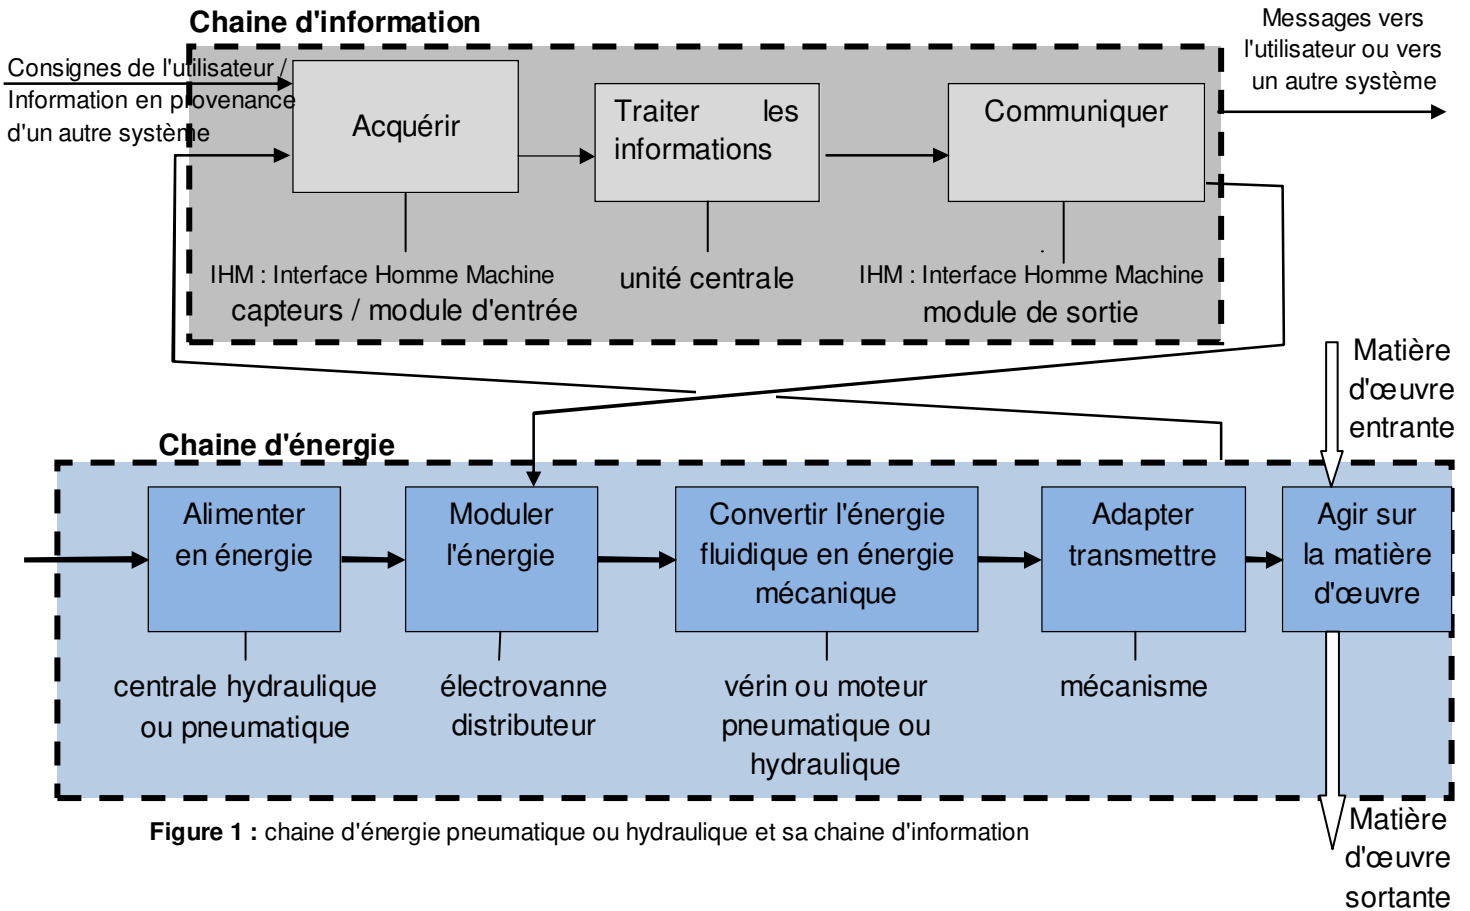 Chaine d'information
Messages vers
l'utilisateur ou vers
un autre système
Consignes de l'utilisateur /
Information en provenance
d'un autre système
Acquérir
Traiter les
informations
Communiquer
IHM : Interface Homme Machine
capteurs / module d'entrée
unité centrale
IHM : Interface Homme Machine
module de sortie
Matière
d'œuvre
entrante
Chaine d'énergie
Alimenter
en énergie
Moduler
l'énergie
Convertir l'énergie
fluidique en énergie
mécanique
Adapter
transmettre
Agir sur
la matière
d'œuvre
centrale hydraulique
ou pneumatique
électrovanne
distributeur
vérin ou moteur
pneumatique ou
hydraulique
mécanisme
Figure 1 : chaine d'énergie pneumatique ou hydraulique et sa chaine d'information
Matière
d'œuvre
sortante